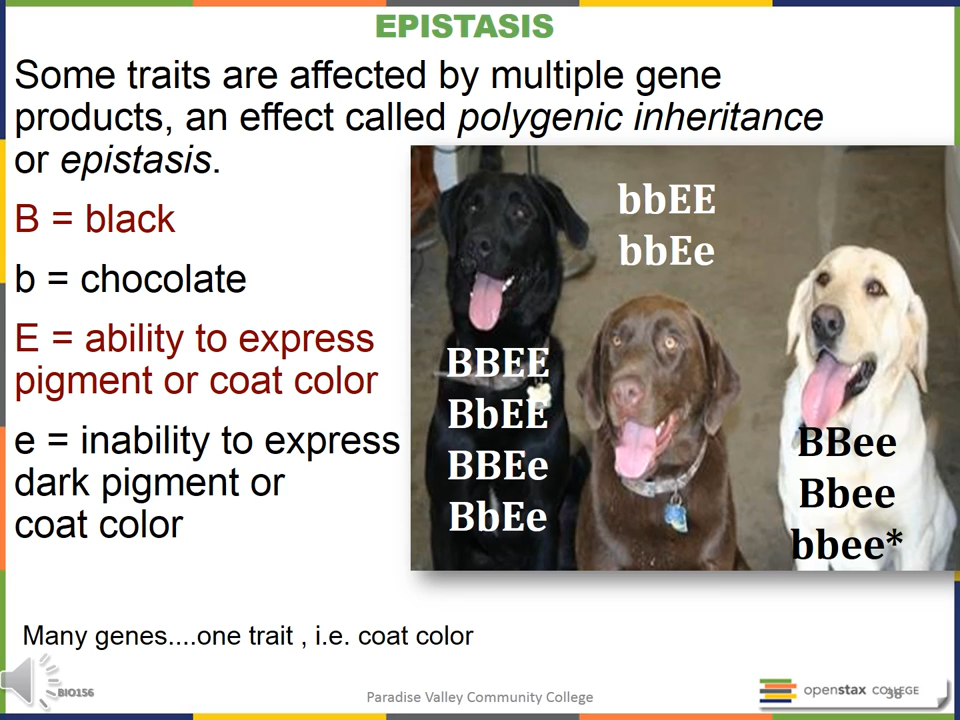 EPISTASIS
Some traits are affected by multiple gene
products, an effect called polygenic inheritance
or epistasis.
B = black
b = chocolate
E = ability to express
pigment or coat color
e = inability to express
dark pigment or
coat color
bbEE
bbEe
BBEE
BbEE
BBEe
BbEe
BBee
Bbee
bbee*
Many genes....one trait , i.e. coat color
BIO156
Paradise Valley Community College
openstax COLLEGE
38